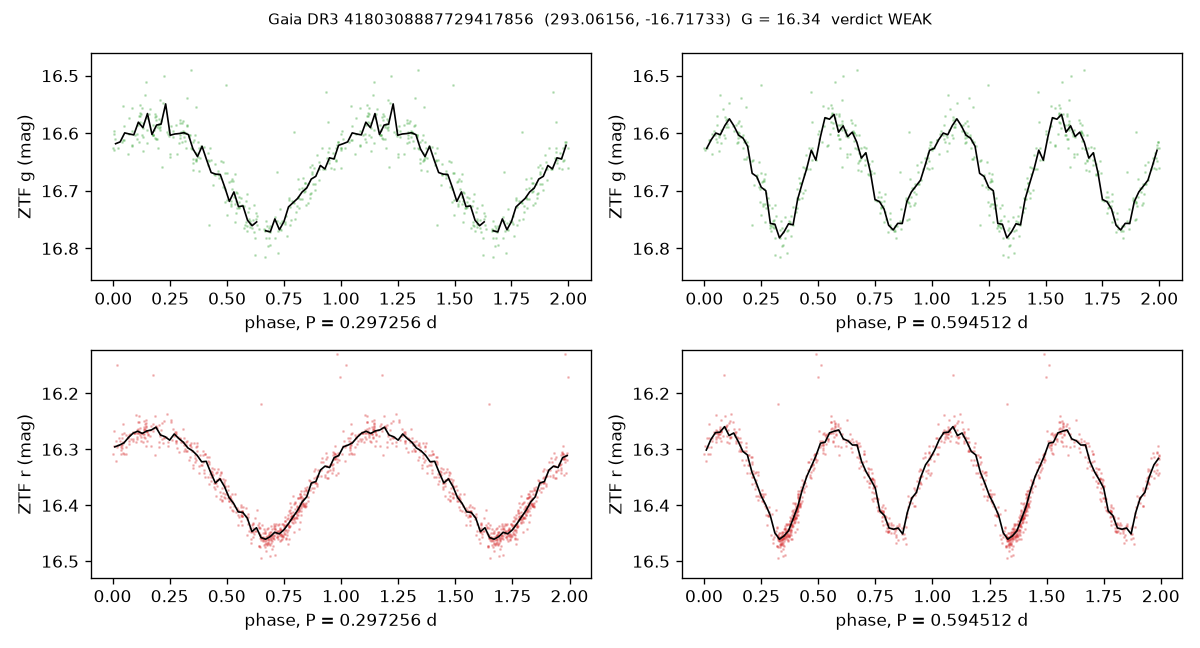 Gaia DR3 4180308887729417856 (293.06156, -16.71733) G = 16.34 verdict WEAK
ZTF g (mag)
16.5
16.6
16.7
16.8
0.00 0.25 0.50 0.75 1.00 1.25 1.50 1.75 2.00
phase, P = 0.297256 d
ZTF g (mag)
16.5
16.6
16.7
16.8
0.00 0.25 0.50 0.75 1.00 1.25 1.50 1.75 2.00
phase, P = 0.594512 d
ZTF r (mag)
16.2
16.3
16.4
16.5
0.00 0.25 0.50 0.75 1.00 1.25 1.50 1.75 2.00
phase, P = 0.297256 d
ZTF r (mag)
16.2
16.3
16.4
16.5
0.00 0.25 0.50 0.75 1.00 1.25 1.50 1.75 2.00
phase, P = 0.594512 d